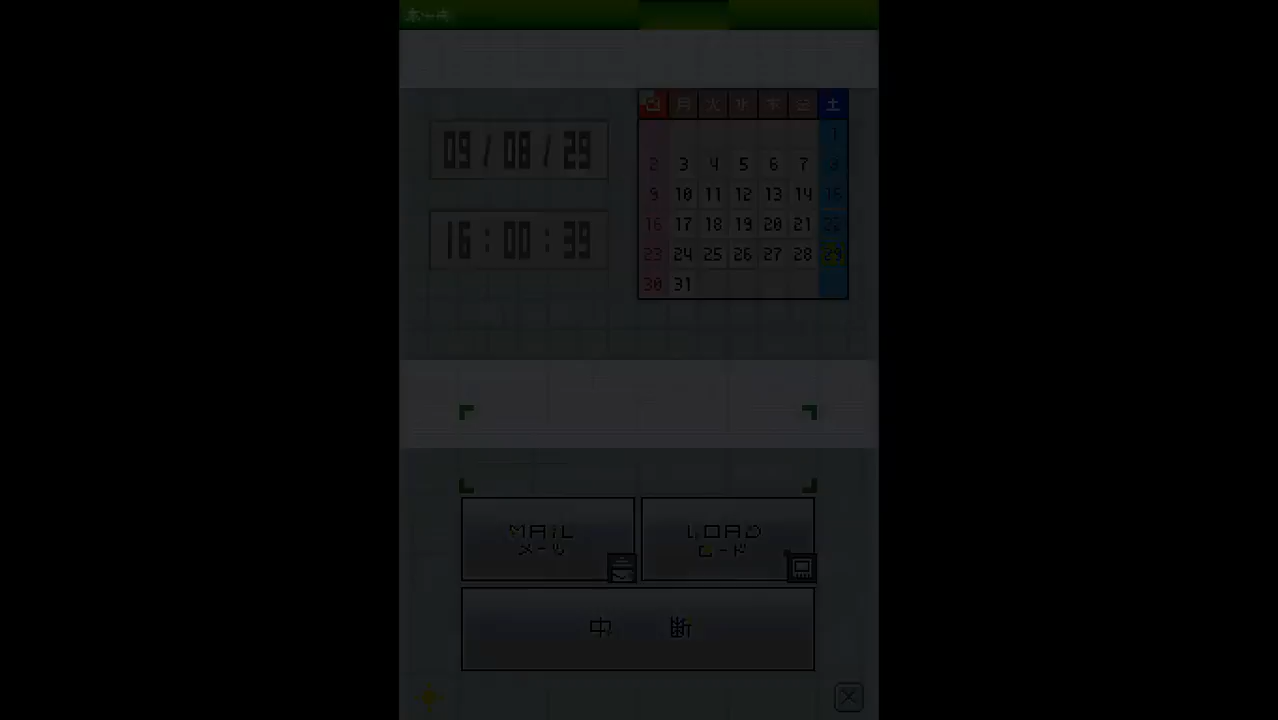 ホーム
09/08/29
16:00:39
日 月 火 水 木 金 土
1
2 3 4 5 6 7 8
9 10 11 12 13 14 15
16 17 18 19 20 21 22
23 24 25 26 27 28 29
30 31
MAIL
メール
LOAD
ロード
中 断